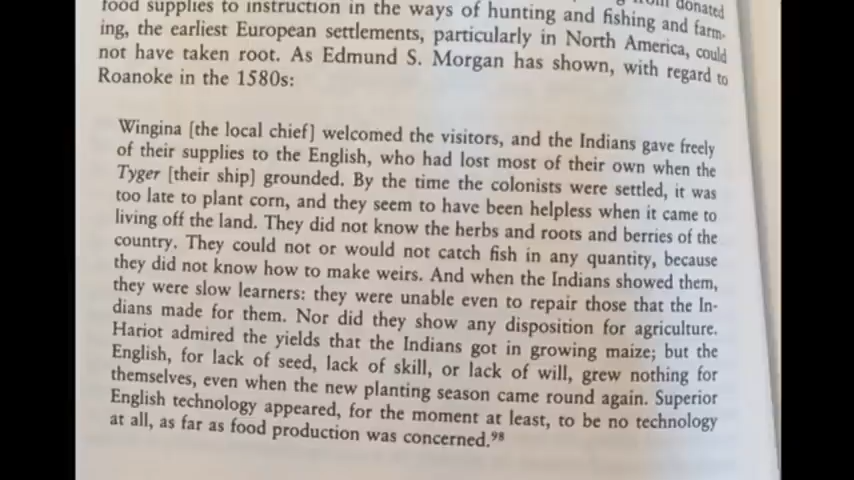 from donated
food supplies to instruction in the ways of hunting and fishing and farm-
ing, the earliest European settlements, particularly in North America, could
not have taken root. As Edmund S. Morgan has shown, with regard to
Roanoke in the 1580s:
Wingina [the local chief] welcomed the visitors, and the Indians gave freely
of their supplies to the English, who had lost most of their own when the
Tyger [their ship] grounded. By the time the colonists were settled, it was
too late to plant corn, and they seem to have been helpless when it came to
living off the land. They did not know the herbs and roots and berries of the
country. They could not or would not catch fish in any quantity, because
they did not know how to make weirs. And when the Indians showed them,
they were slow learners: they were unable even to repair those that the In-
dians made for them. Nor did they show any disposition for agriculture.
Hariot admired the yields that the Indians got in growing maize; but the
English, for lack of seed, lack of skill, or lack of will, grew nothing for
themselves, even when the new planting season came round again. Superior
English technology appeared, for the moment at least, to be no technology
at all, as far as food production was concerned.98